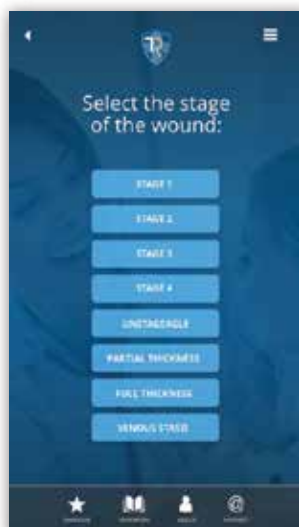 Select the stage
of the wound:
STAGE 1
STAGE 2
STAGE 3
STAGE 4
UNSTAGEABLE
PARTIAL THICKNESS
FULL THICKNESS
VENOUS STASIS